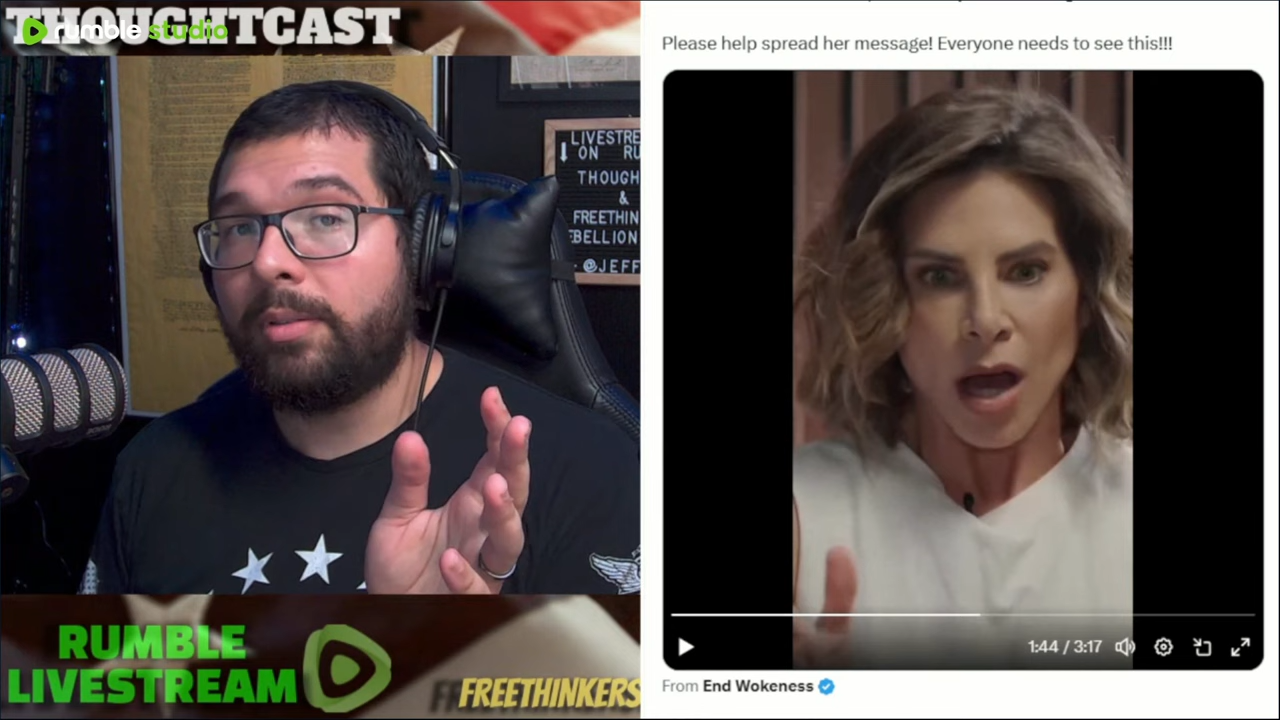 THOUGHTCAST
rumble studio
LIVESTRE
ON RU
THOUGH
&
FREETHIN
EBELLION
@JEFF
RUMBLE
LIVESTREAM
FREETHINKERS
Please help spread her message! Everyone needs to see this!!!
1:44 / 3:17
From End Wokeness